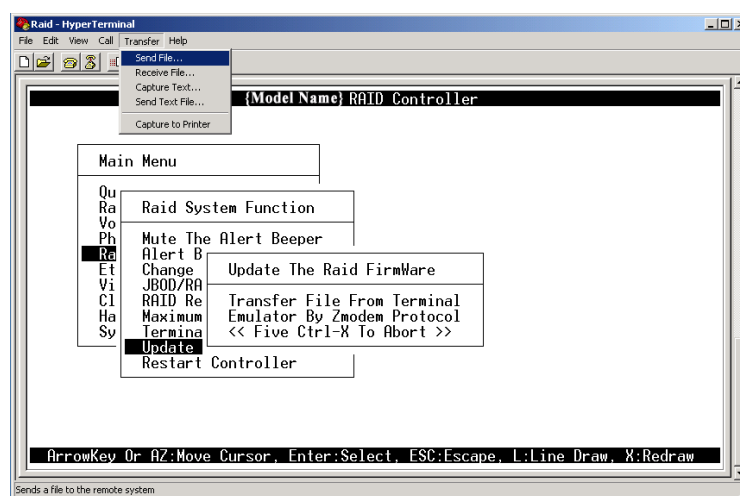 Raid - HyperTerminal
File Edit View Call Transfer Help
Send File...
Receive File...
Capture Text...
Send Text File...
Capture to Printer
{Model Name} RAID Controller
Main Menu
Qu
Ra
Vo
Ph
Ra
Et
Vi
Cl
Ha
Sy
Raid System Function
Mute The Alert Beeper
Alert B
Change
JBOD/RA
RAID Re
Maximum
Termina
Update
Restart Controller
Update The Raid FirmWare
Transfer File From Terminal
Emulator By Zmodem Protocol
<< Five Ctrl-X To Abort >>
ArrowKey Or AZ:Move Cursor, Enter:Select, ESC:Escape, L:Line Draw, X:Redraw
Sends a file to the remote system